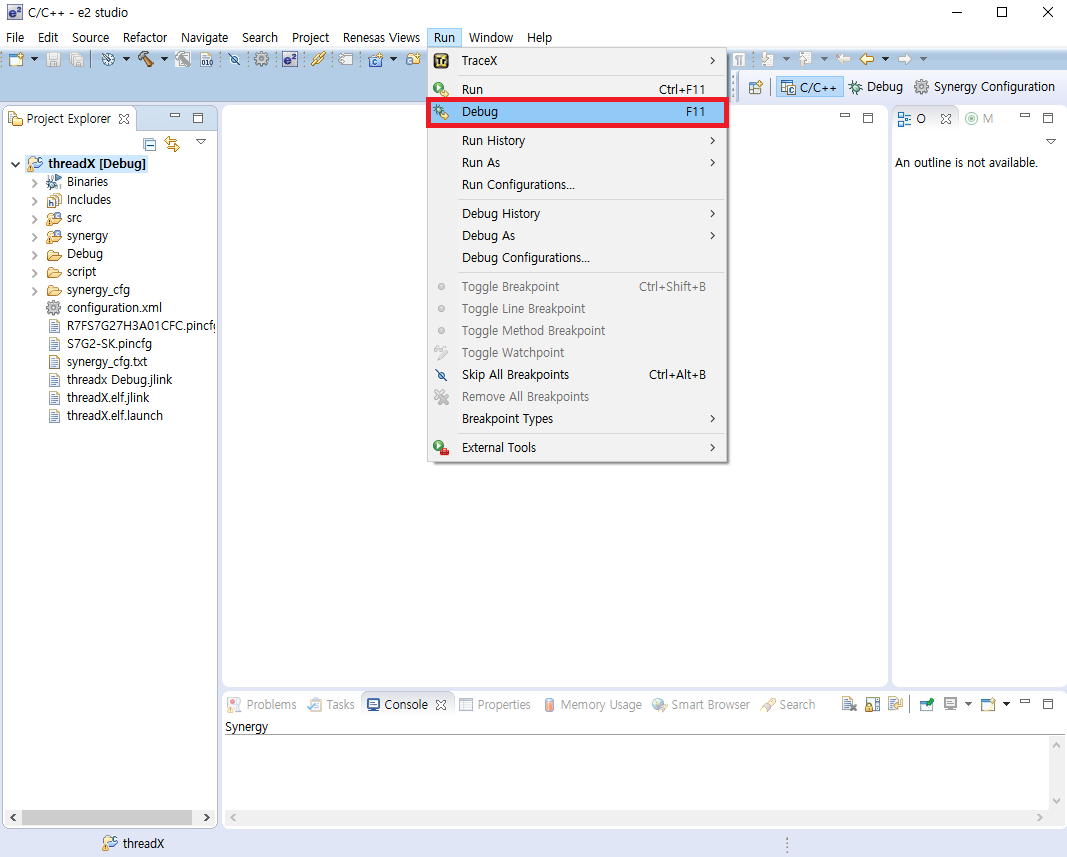 C/C++ - e2 studio
File Edit Source Refactor Navigate Search Project Renesas Views Run Window Help
C/C++ Debug Synergy Configuration
Project Explorer
threadX [Debug]
Binaries
Includes
src
synergy
Debug
script
synergy_cfg
configuration.xml
R7FS7G27H3A01CFC.pincfg
S7G2-SK.pincfg
synergy_cfg.txt
threadx Debug.jlink
threadX.elf.jlink
threadX.elf.launch
TraceX
Run Ctrl+F11
Debug F11
Run History
Run As
Run Configurations...
Debug History
Debug As
Debug Configurations...
Toggle Breakpoint Ctrl+Shift+B
Toggle Line Breakpoint
Toggle Method Breakpoint
Toggle Watchpoint
Skip All Breakpoints Ctrl+Alt+B
Remove All Breakpoints
Breakpoint Types
External Tools
O M
An outline is not available.
Problems Tasks Console Properties Memory Usage Smart Browser Search
Synergy
threadX